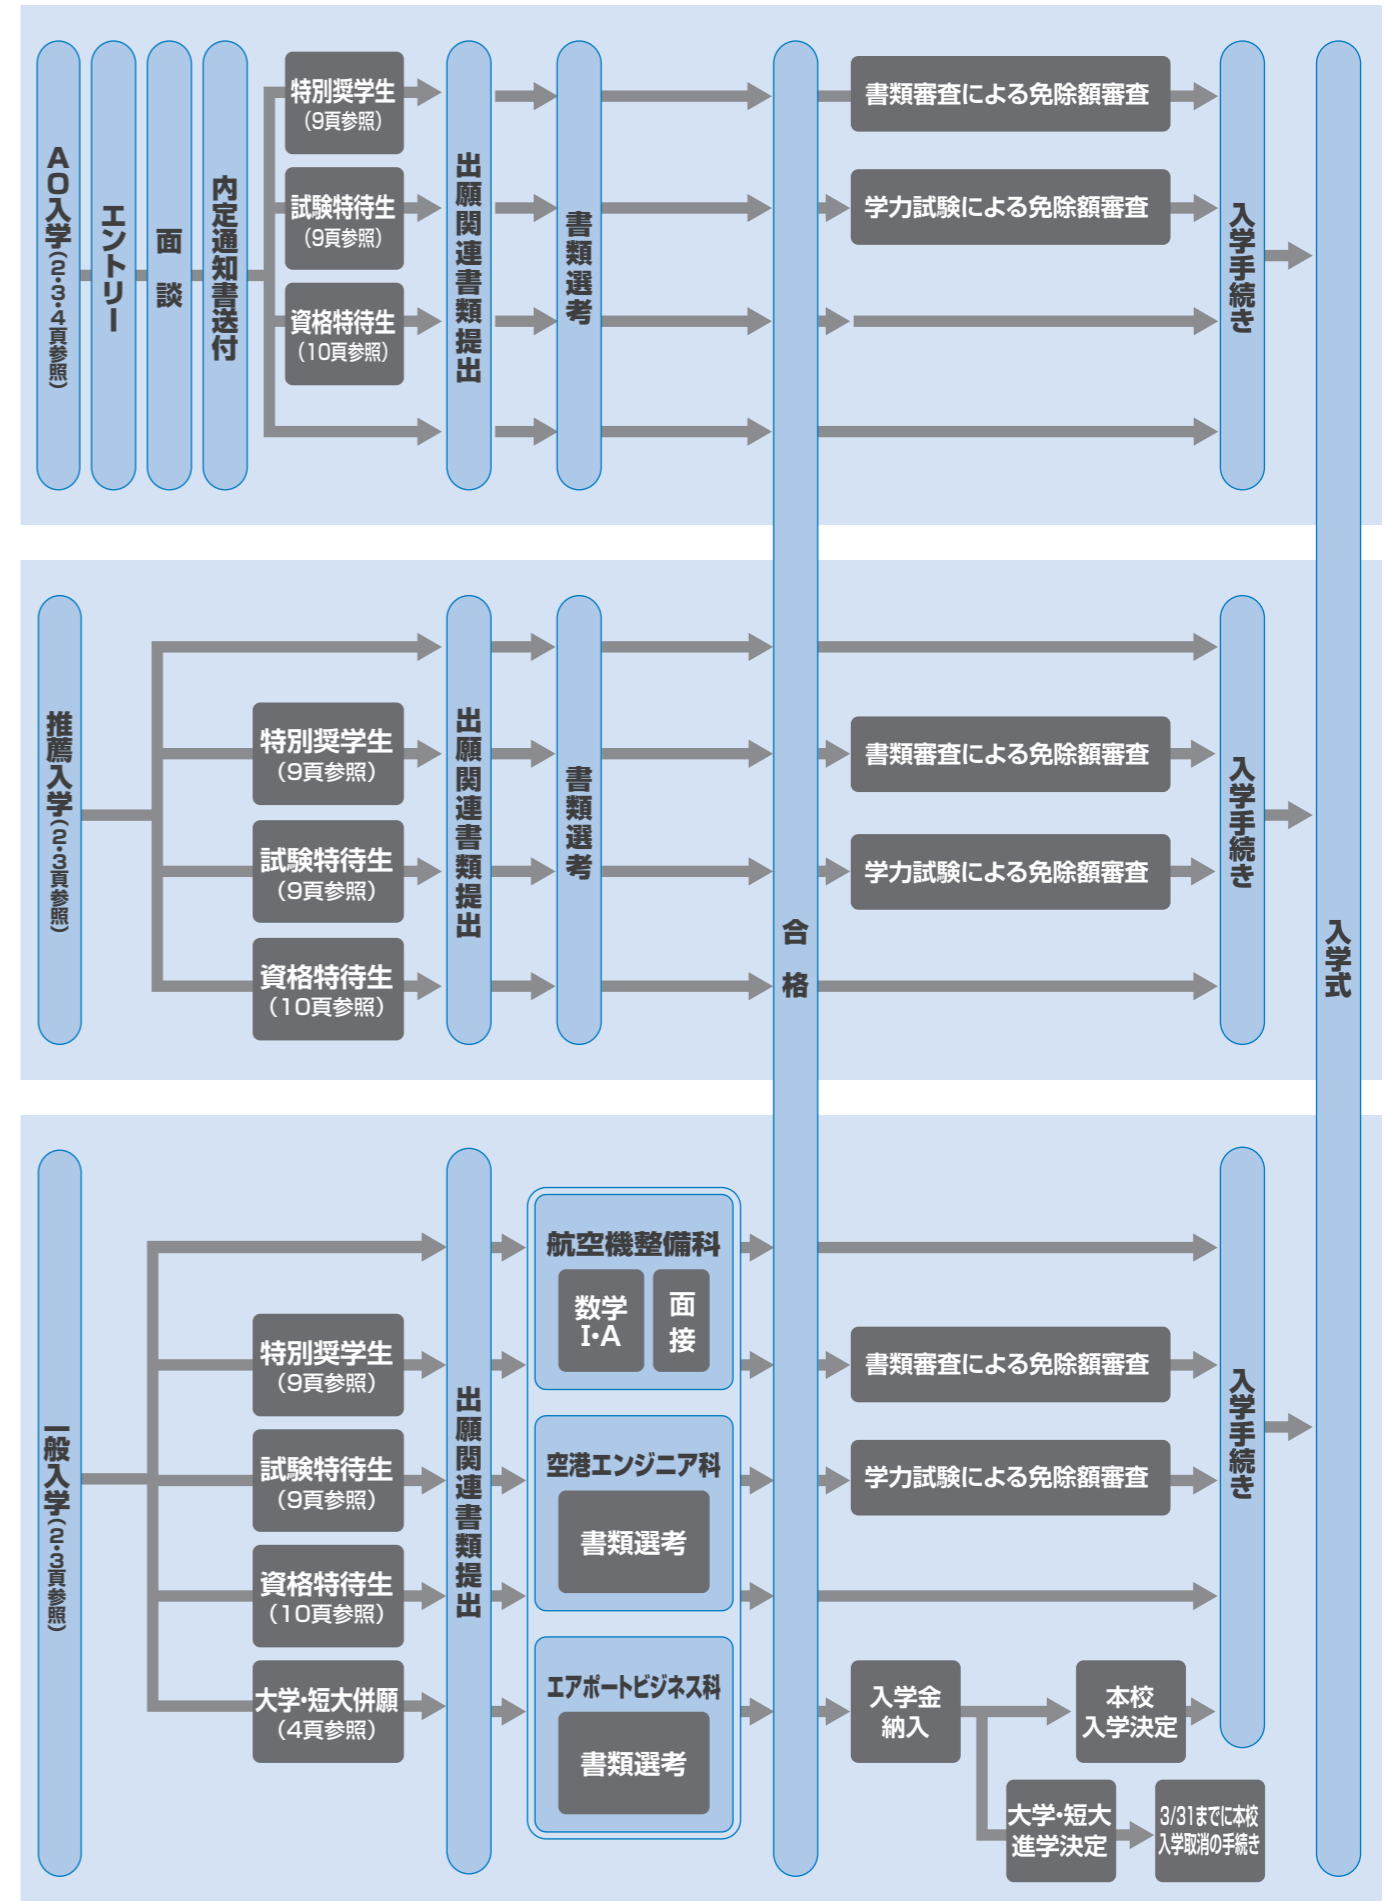 AO入学(2・3・4頁参照)
エントリー
面談
内定通知書送付
特別奨学生
(9頁参照)
試験特待生
(9頁参照)
資格特待生
(10頁参照)
出願関連書類提出
書類選考
書類審査による免除額審査
学力試験による免除額審査
入学手続き
推薦入学(2・3頁参照)
特別奨学生
(9頁参照)
試験特待生
(9頁参照)
資格特待生
(10頁参照)
出願関連書類提出
書類選考
合格
書類審査による免除額審査
学力試験による免除額審査
入学手続き
入学式
一般入学(2・3頁参照)
特別奨学生
(9頁参照)
試験特待生
(9頁参照)
資格特待生
(10頁参照)
大学・短大併願
(4頁参照)
出願関連書類提出
航空機整備科
数学
I・A
面接
空港エンジニア科
書類選考
エアポートビジネス科
書類選考
書類審査による免除額審査
学力試験による免除額審査
入学金
納入
本校
入学決定
大学・短大
進学決定
3/31までに本校
入学取消の手続き
入学手続き